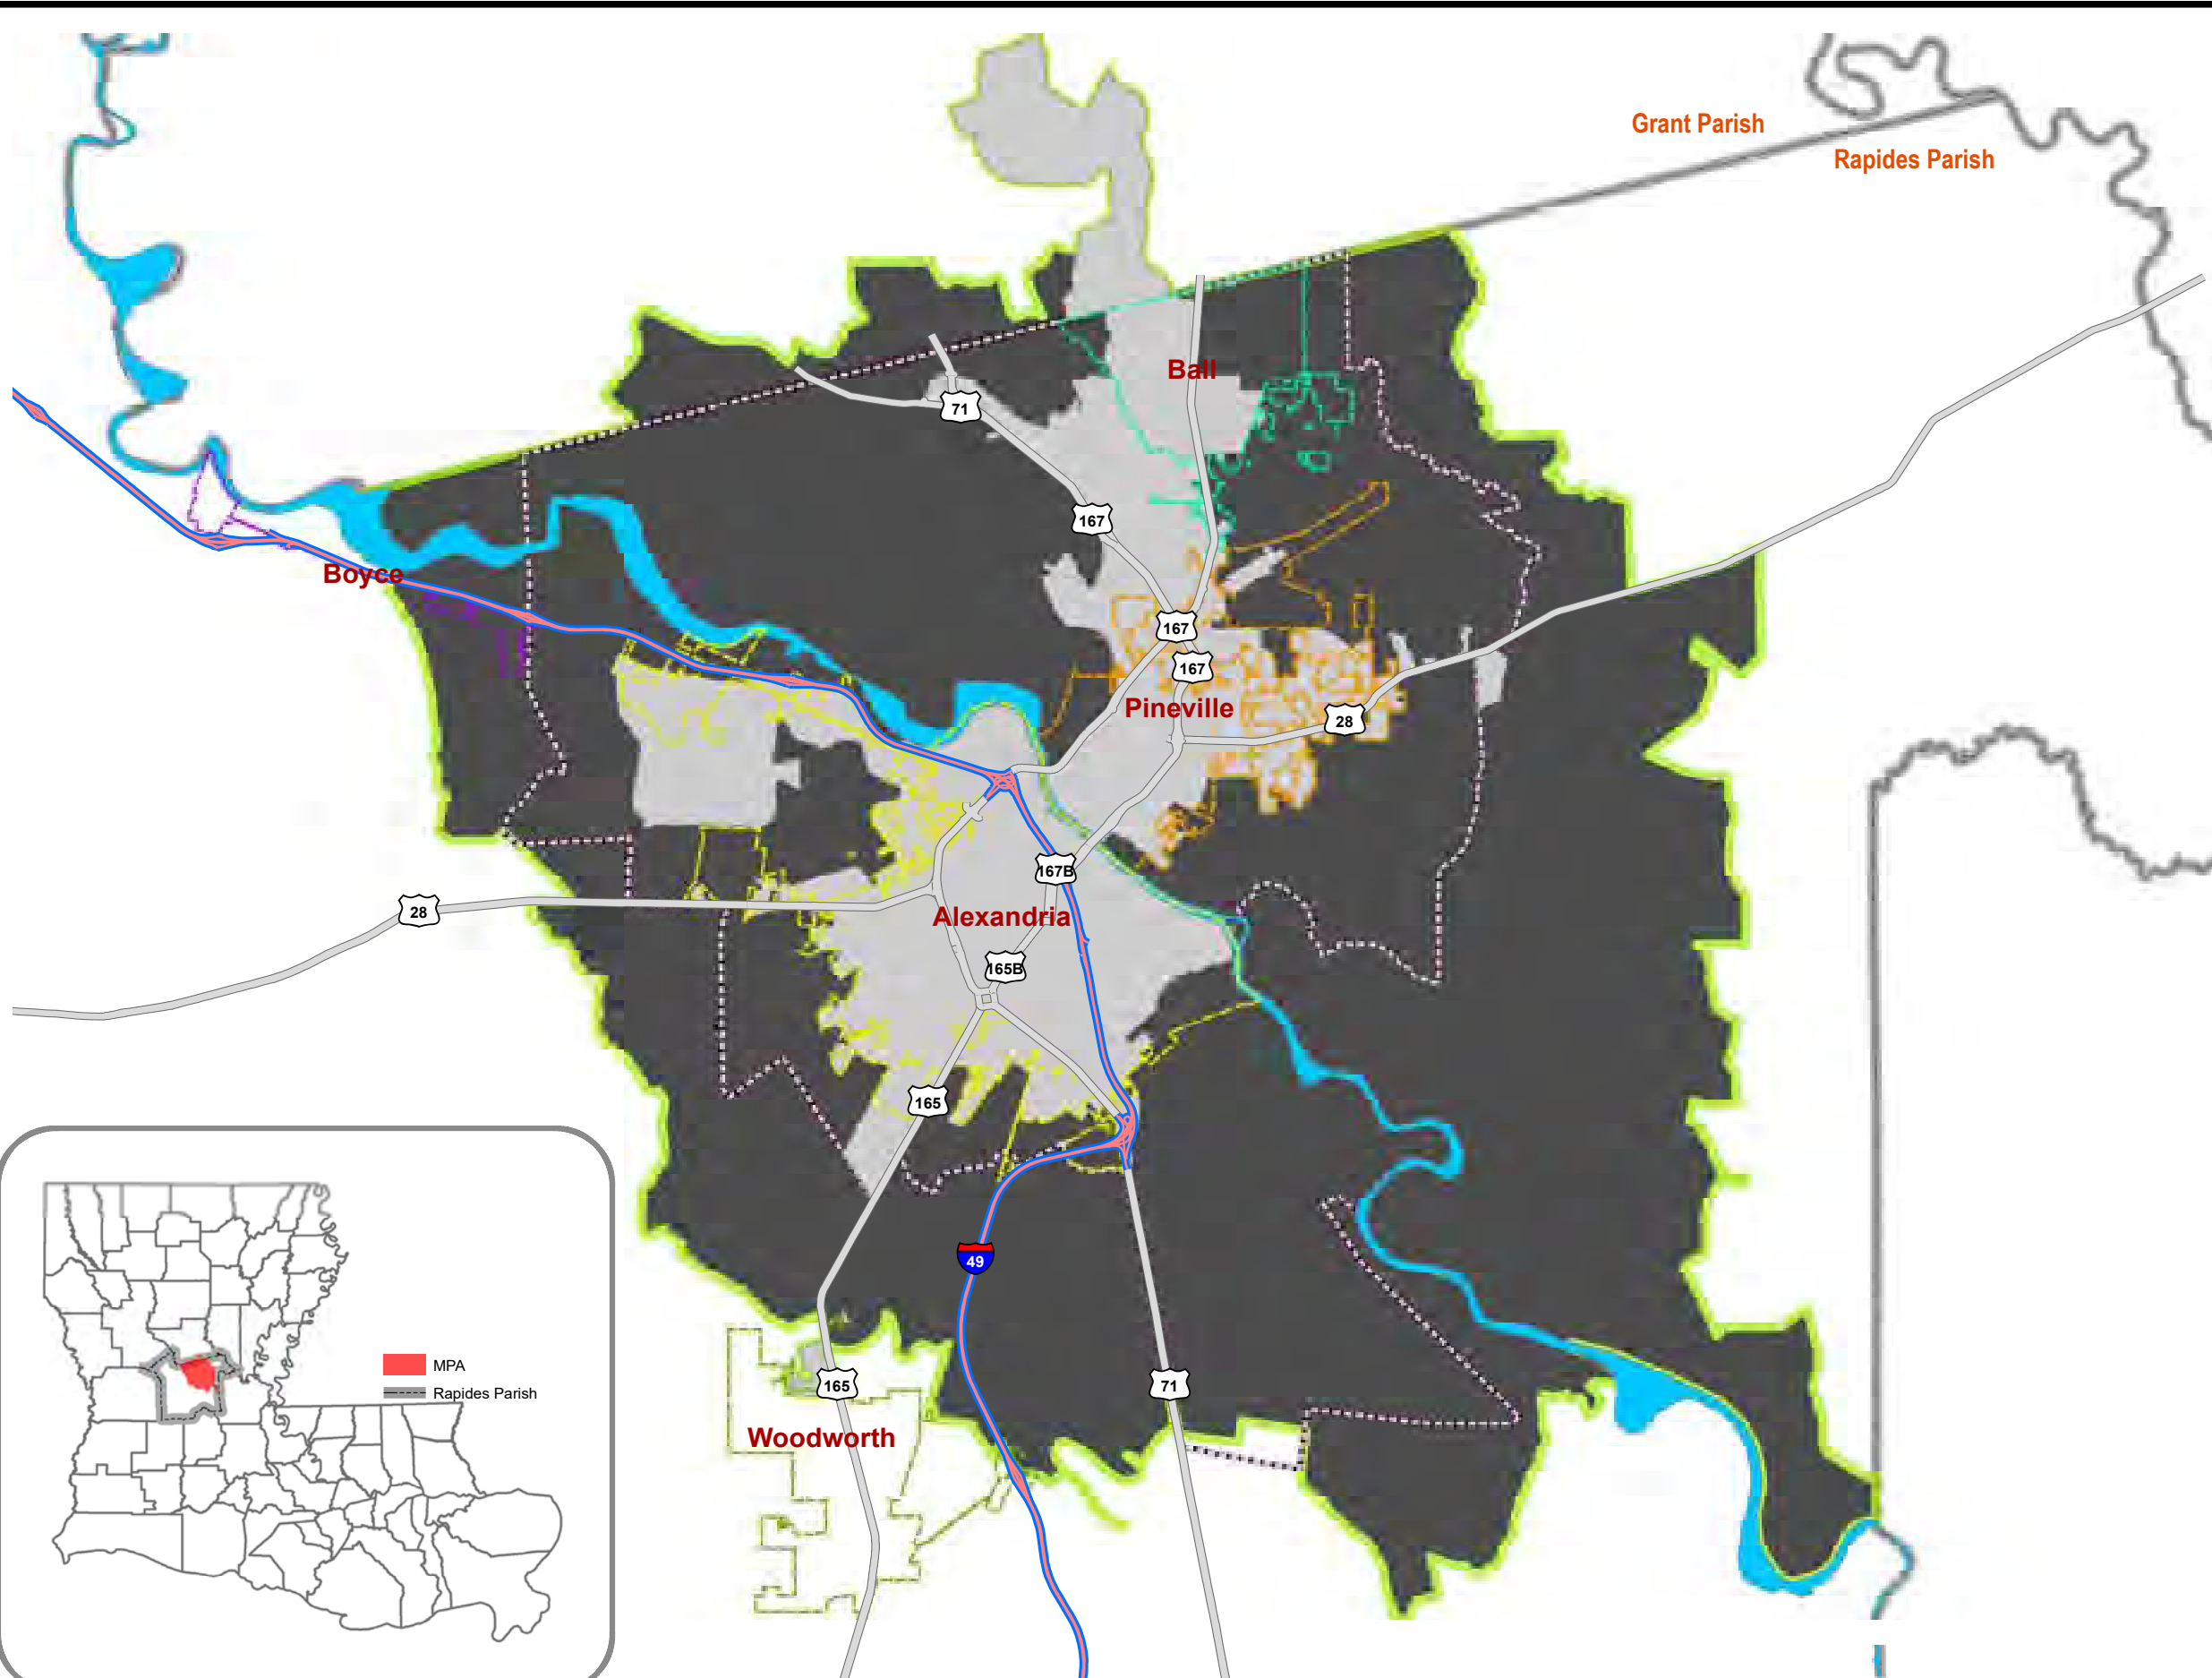 Grant Parish
Rapides Parish
Ball
71
167
Boyce
167
167
Pineville
28
167B
28
Alexandria
165B
165
49
165
71
Woodworth
MPA
Rapides Parish